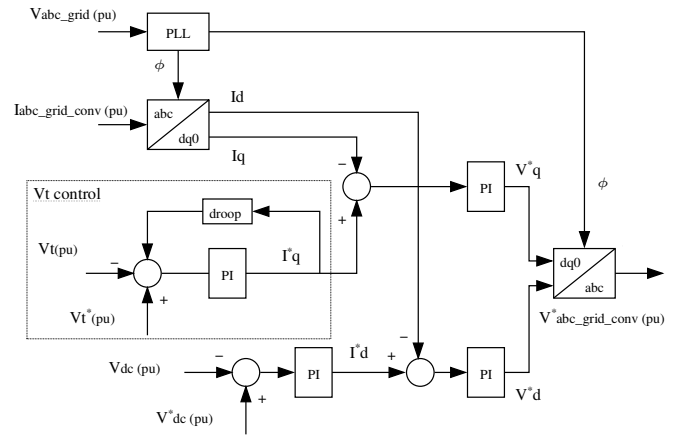 Vabc_grid (pu)
PLL
ϕ
Iabc_grid_conv (pu)
abc
dq0
Id
Iq
−
+
PI
V*q
ϕ
Vt control
droop
Vt(pu)
−
PI
I*q
+
Vt*(pu)
dq0
abc
V*abc_grid_conv (pu)
Vdc (pu)
−
PI
I*d
+
−
PI
V*d
+
V*dc (pu)